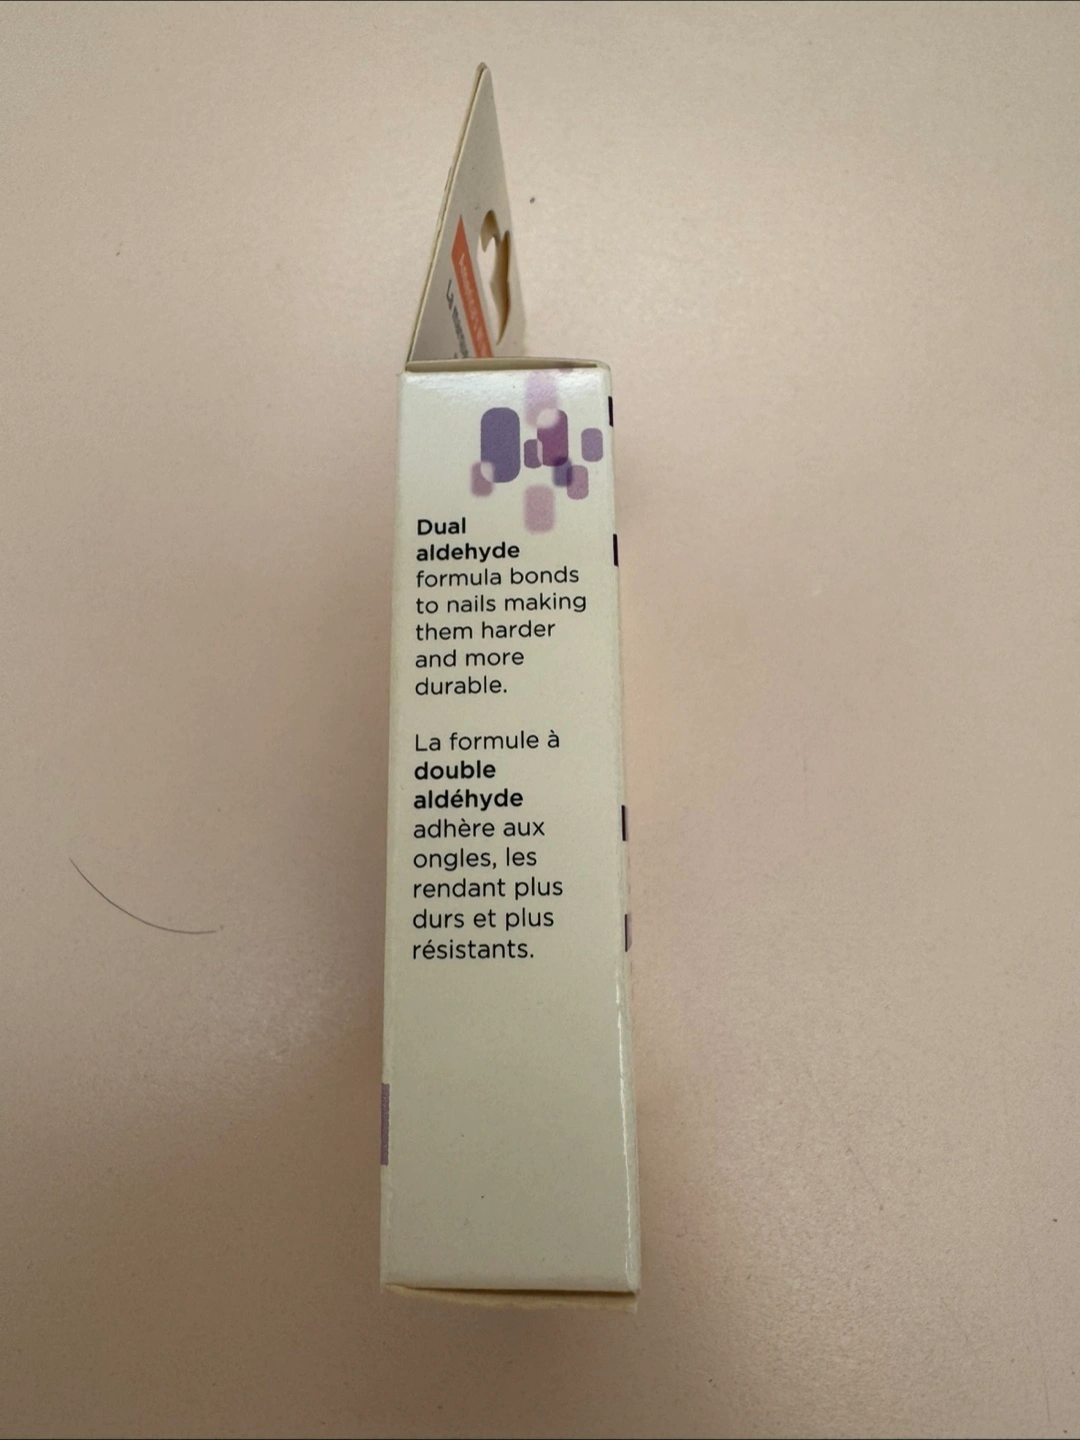 Dual
aldehyde
formula bonds
to nails making
them harder
and more
durable.
La formule à
double
aldéhyde
adhère aux
ongles, les
rendant plus
durs et plus
résistants.